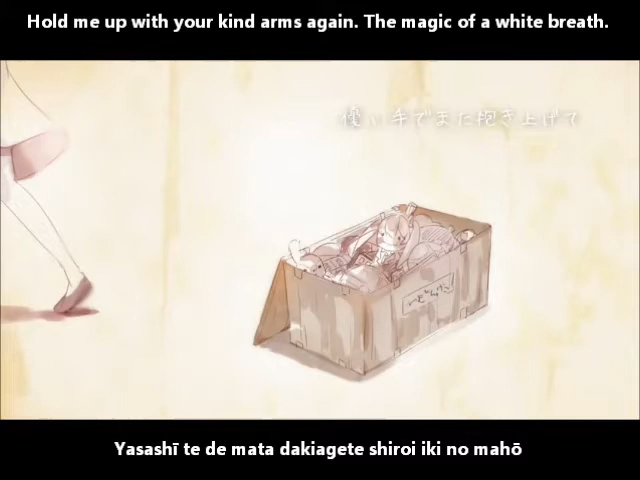 Hold me up with your kind arms again. The magic of a white breath.
優しい手でまた抱き上げて
Yasashī te de mata dakiagete shiroi iki no mahō